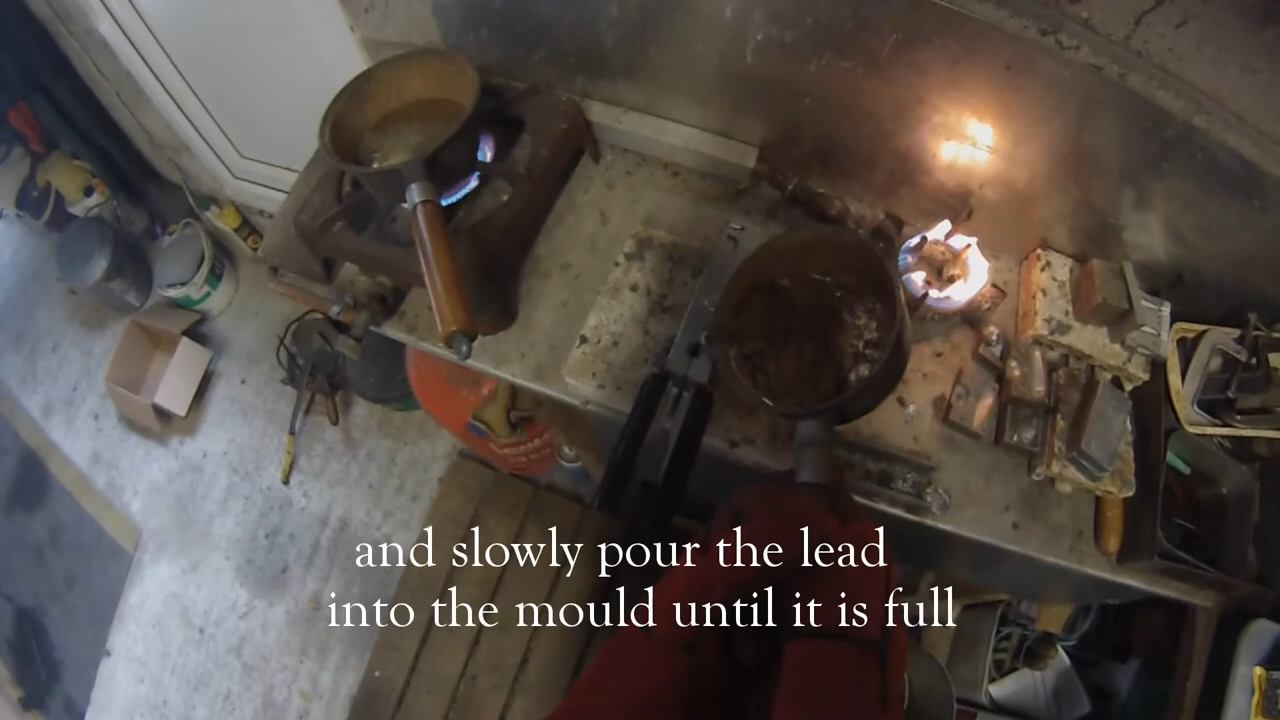 and slowly pour the lead
into the mould until it is full